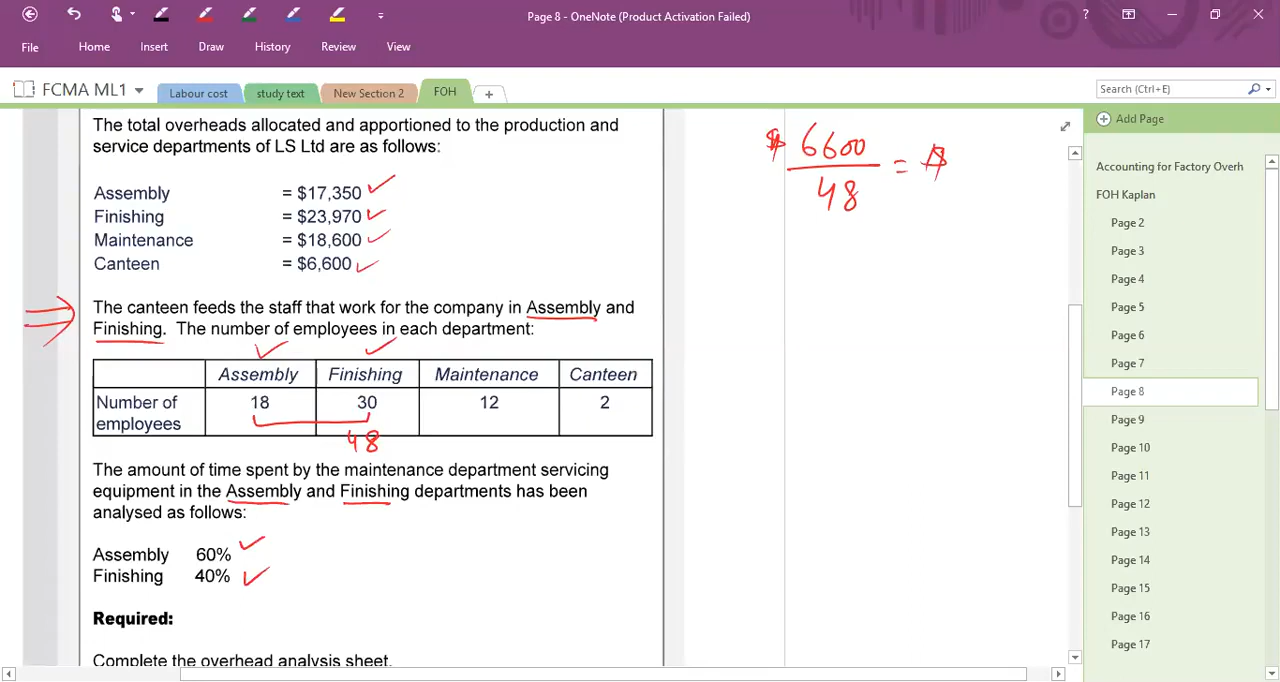 Page 8 - OneNote (Product Activation Failed)
?
File Home Insert Draw History Review View
FCMA ML1 Labour cost study text New Section 2 FOH
Search (Ctrl+E)
Add Page
The total overheads allocated and apportioned to the production and
service departments of LS Ltd are as follows:
Assembly = $17,350
Finishing = $23,970
Maintenance = $18,600
Canteen = $6,600
The canteen feeds the staff that work for the company in Assembly and
Finishing. The number of employees in each department:
Assembly Finishing Maintenance Canteen
Number of employees 18 30 12 2
48
The amount of time spent by the maintenance department servicing
equipment in the Assembly and Finishing departments has been
analysed as follows:
Assembly 60%
Finishing 40%
Required:
Complete the overhead analysis sheet.
$ 6600
48
= $
Accounting for Factory Overh
FOH Kaplan
Page 2
Page 3
Page 4
Page 5
Page 6
Page 7
Page 8
Page 9
Page 10
Page 11
Page 12
Page 13
Page 14
Page 15
Page 16
Page 17